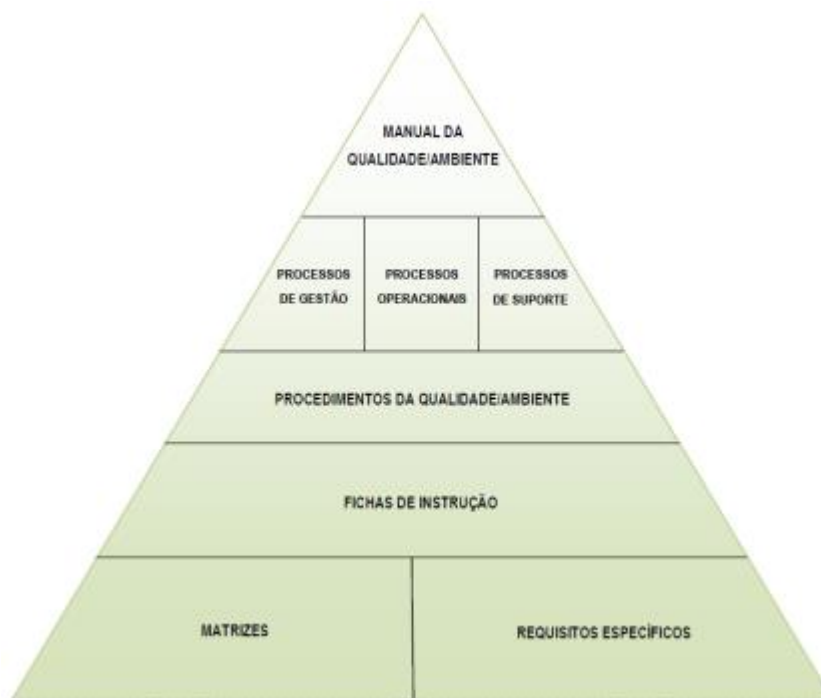 MANUAL DA
QUALIDADE/AMBIENTE
PROCESSOS
DE GESTÃO
PROCESSOS
OPERACIONAIS
PROCESSOS
DE SUPORTE
PROCEDIMENTOS DA QUALIDADE/AMBIENTE
FICHAS DE INSTRUÇÃO
MATRIZES
REQUISITOS ESPECÍFICOS